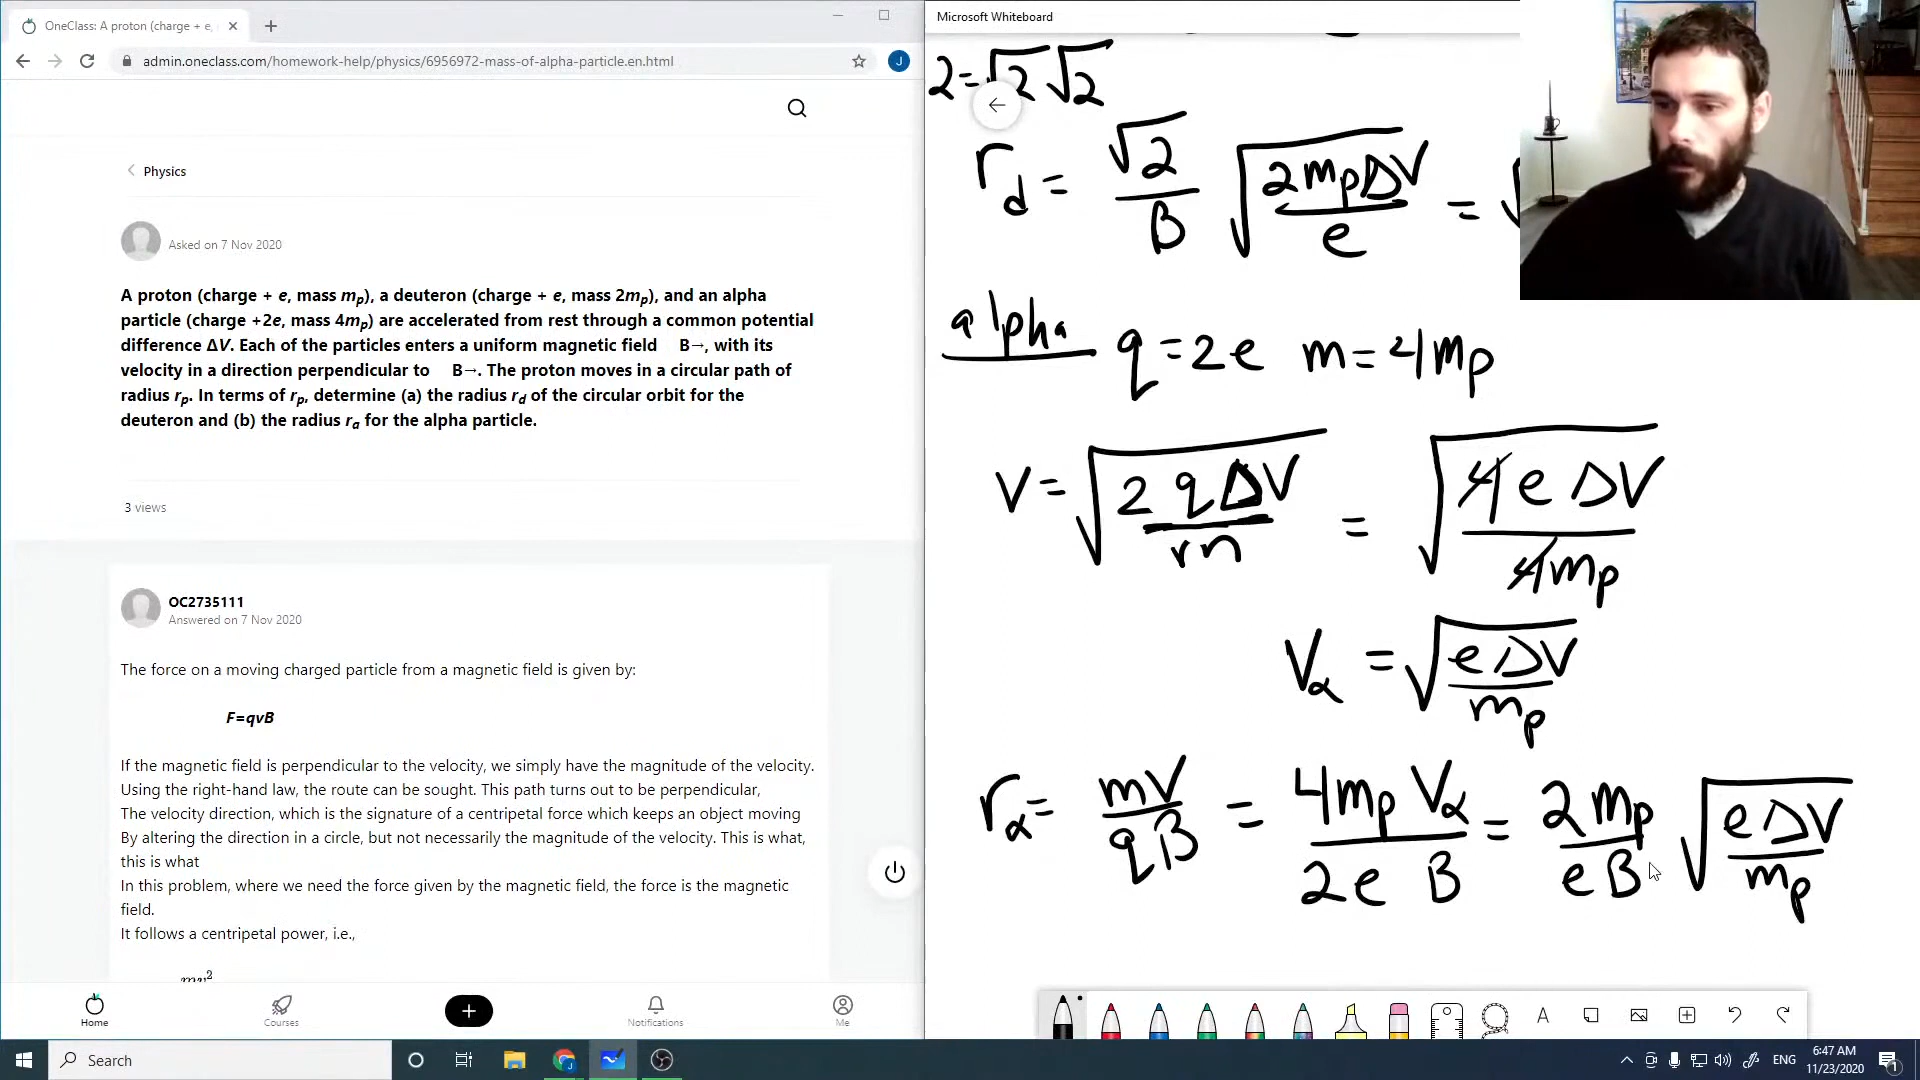 OneClass: A proton (charge + e,
admin.oneclass.com/homework-help/physics/6956972-mass-of-alpha-particle.en.html
J
Physics
Asked on 7 Nov 2020
A proton (charge + e, mass mp), a deuteron (charge + e, mass 2mp), and an alpha
particle (charge +2e, mass 4mp) are accelerated from rest through a common potential
difference ΔV. Each of the particles enters a uniform magnetic field B→, with its
velocity in a direction perpendicular to B→. The proton moves in a circular path of
radius rp. In terms of rp, determine (a) the radius rd of the circular orbit for the
deuteron and (b) the radius ra for the alpha particle.
3 views
OC2735111
Answered on 7 Nov 2020
The force on a moving charged particle from a magnetic field is given by:
F=qvB
If the magnetic field is perpendicular to the velocity, we simply have the magnitude of the velocity.
Using the right-hand law, the route can be sought. This path turns out to be perpendicular,
The velocity direction, which is the signature of a centripetal force which keeps an object moving
By altering the direction in a circle, but not necessarily the magnitude of the velocity. This is what,
this is what
In this problem, where we need the force given by the magnetic field, the force is the magnetic
field.
It follows a centripetal power, i.e.,
mv²
Home Courses Notifications Me
Microsoft Whiteboard
2=√2 √2
rd = √2/B √(2mpΔV/e) = √
alpha q=2e m=4mp
V= √(2qΔV/m) = √(4eΔV/4mp)
Vα = √(eΔV/mp)
rα= mV/qB = 4mpVα/2eB = 2mp/eB √(eΔV/mp)
A
Search
ENG
6:47 AM
11/23/2020
1